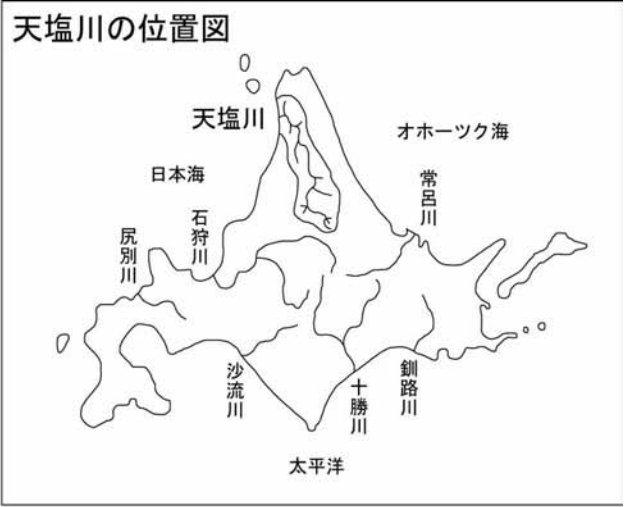 天塩川の位置図
天塩川
オホーツク海
日本海
常呂川
石狩川
尻別川
沙流川
十勝川
釧路川
太平洋